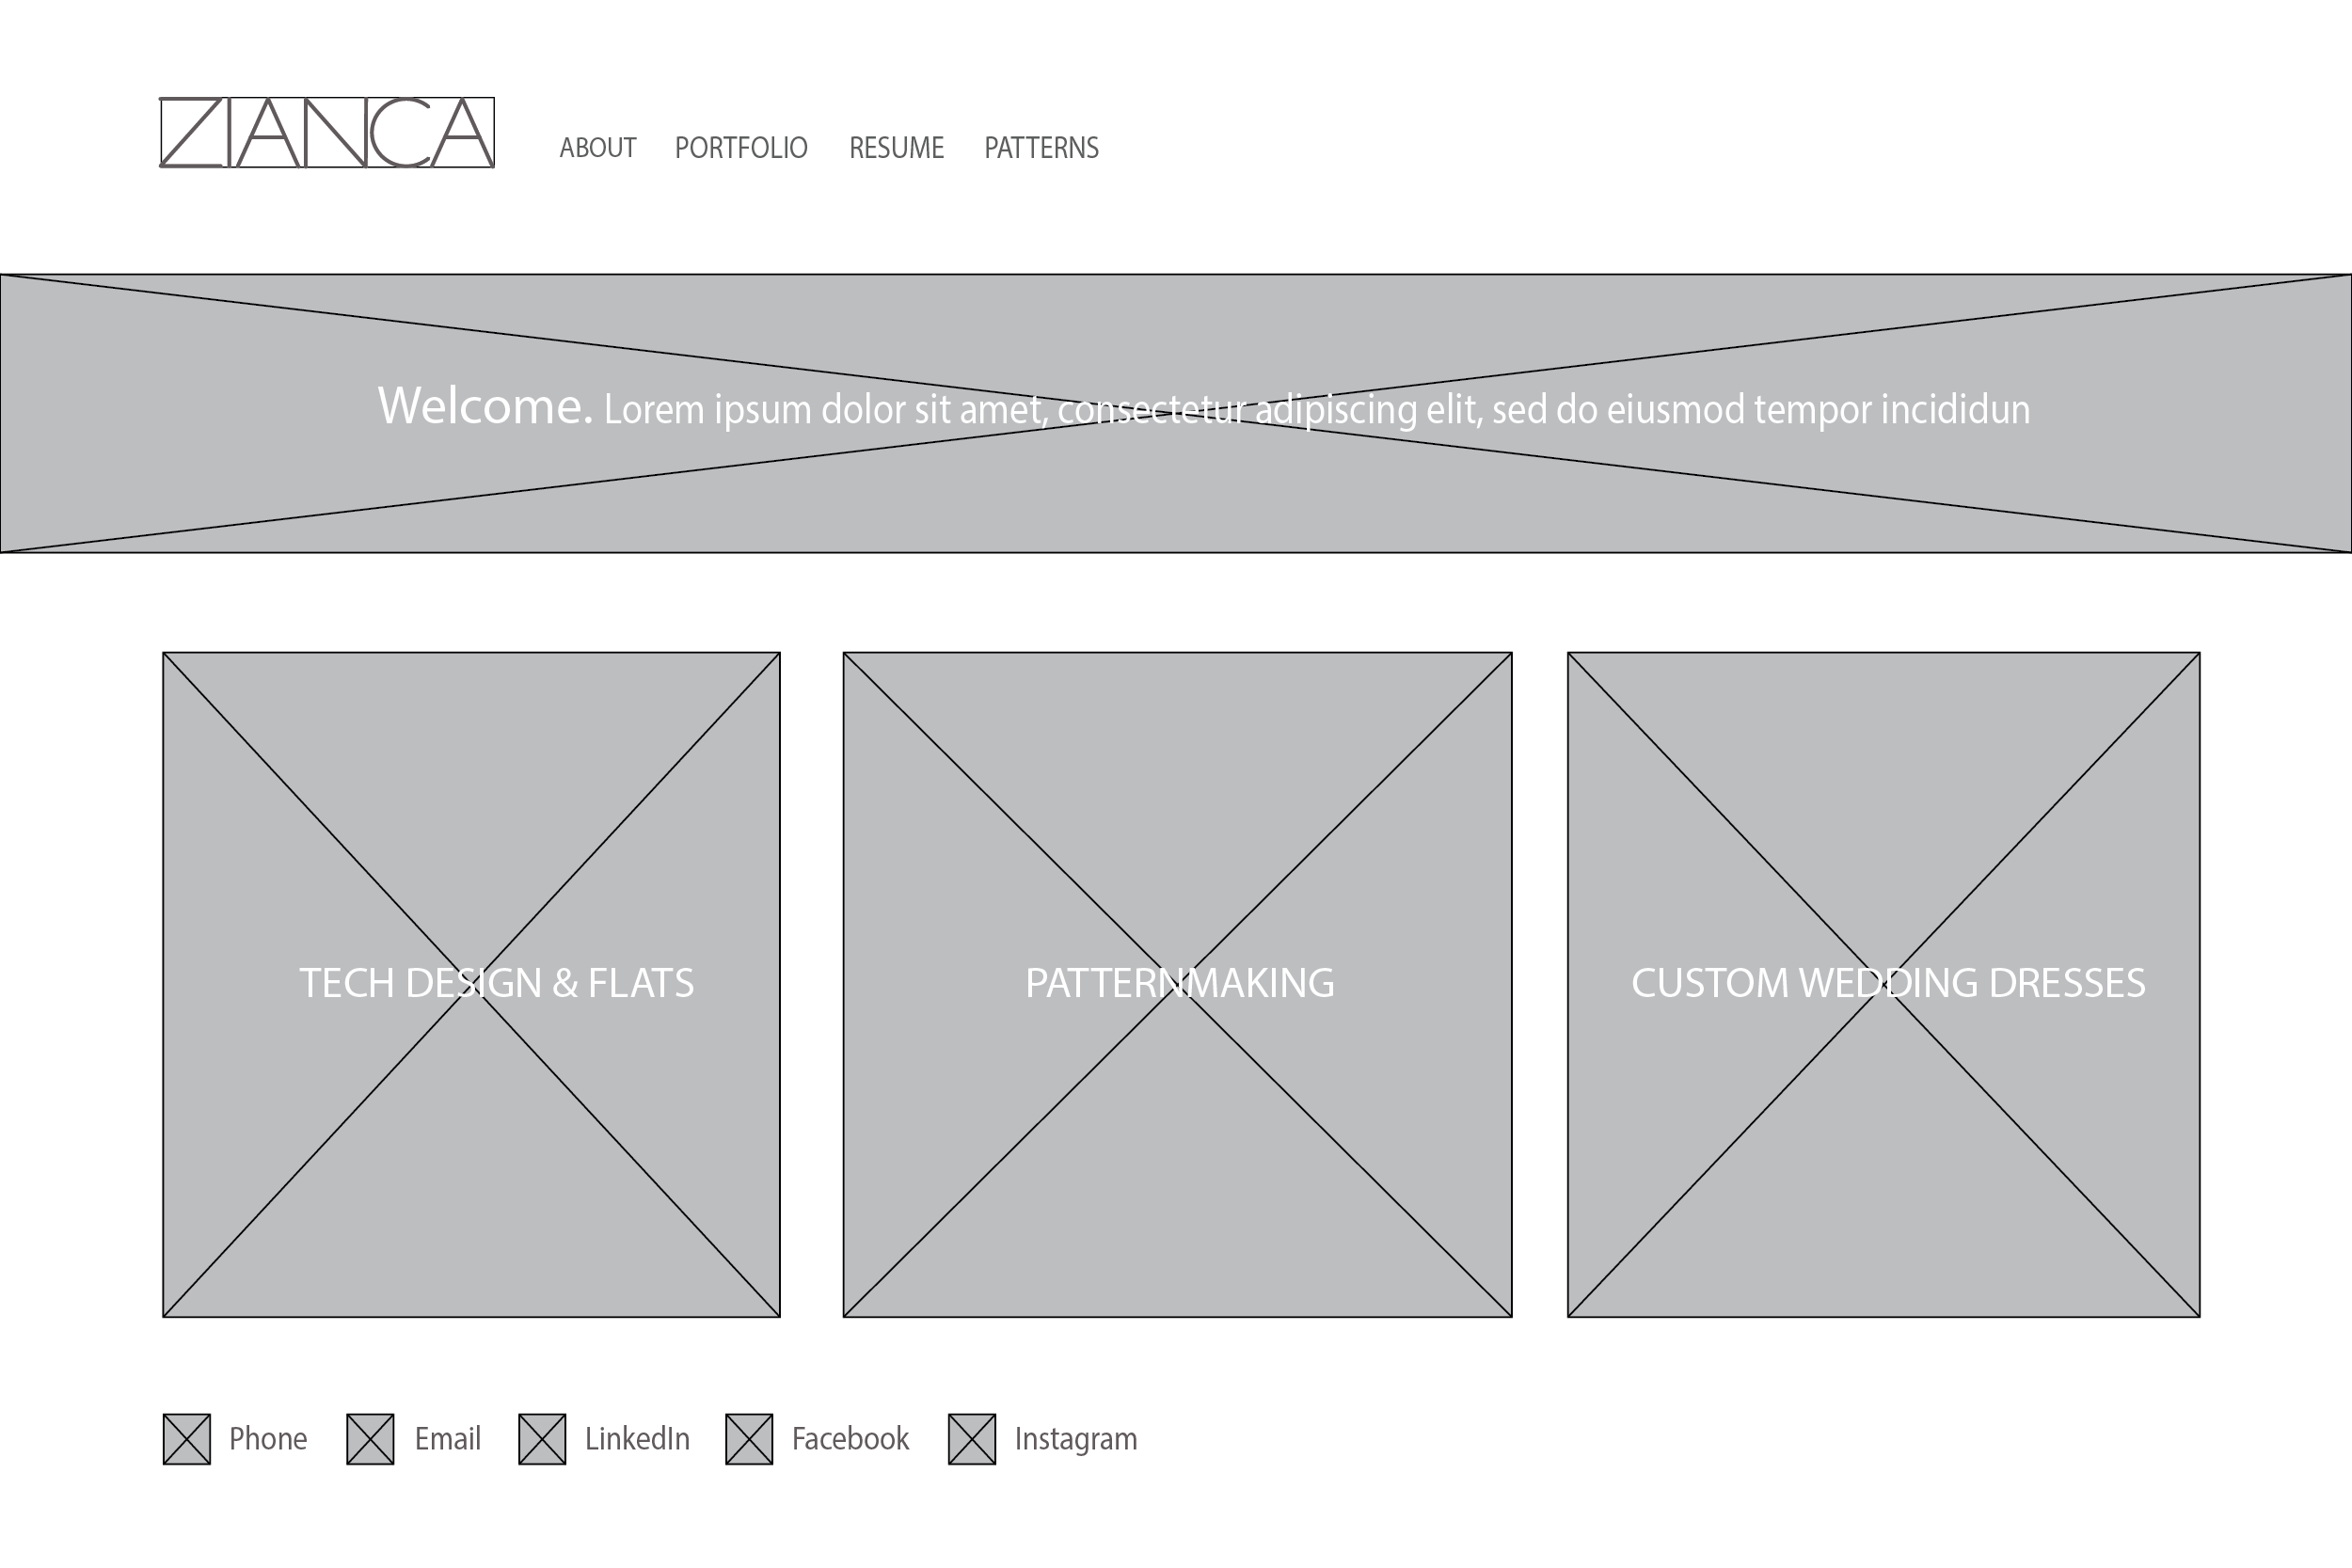 ZIANCA
ABOUT PORTFOLIO RESUME PATTERNS
Welcome. Lorem ipsum dolor sit amet, consectetur adipiscing elit, sed do eiusmod tempor incididun
TECH DESIGN & FLATS
PATTERNMAKING
CUSTOM WEDDING DRESSES
Phone Email LinkedIn Facebook Instagram